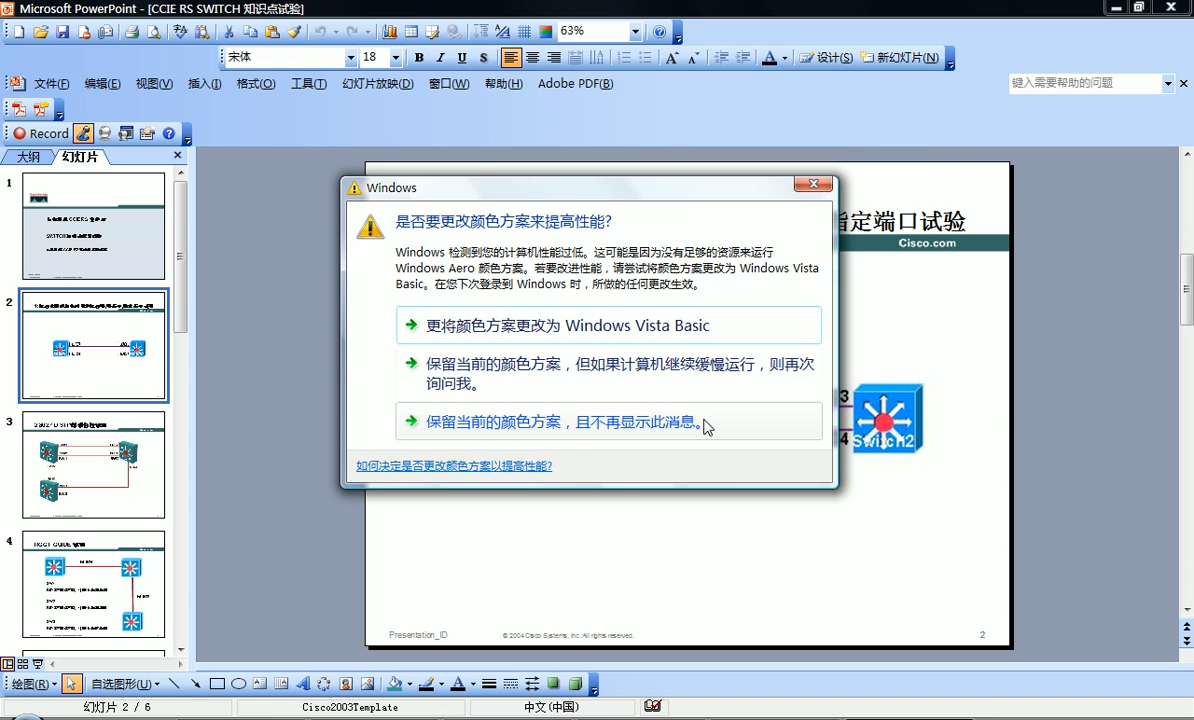 Microsoft PowerPoint - [CCIE RS SWITCH 知识点试验]
63%
宋体 18 B I U S 设计(S) 新幻灯片(N)
文件(F) 编辑(E) 视图(V) 插入(I) 格式(O) 工具(T) 幻灯片放映(D) 窗口(W) 帮助(H) Adobe PDF(B) 键入需要帮助的问题
Record
大纲 幻灯片
1
2
3
4
指定端口试验
Cisco.com
Windows
是否要更改颜色方案来提高性能?
Windows 检测到您的计算机性能过低。这可能是因为没有足够的资源来运行
Windows Aero 颜色方案。若要改进性能，请尝试将颜色方案更改为 Windows Vista
Basic。在您下次登录到 Windows 时，所做的任何更改生效。
更将颜色方案更改为 Windows Vista Basic
保留当前的颜色方案，但如果计算机继续缓慢运行，则再次
询问我。
保留当前的颜色方案，且不再显示此消息。
如何决定是否更改颜色方案以提高性能?
3
4
Switch2
Presentation_ID © 2004 Cisco Systems, Inc. All rights reserved. 2
绘图(R) 自选图形(U)
幻灯片 2 / 6 Cisco2003Template 中文(中国)